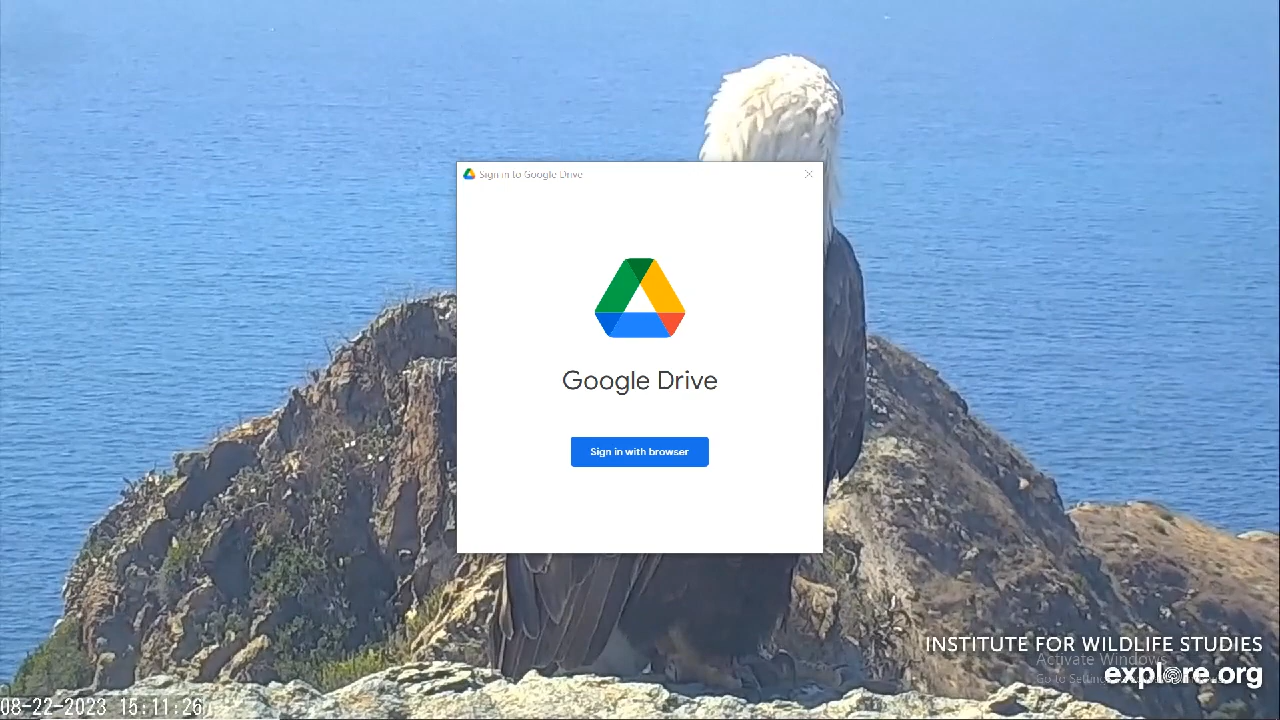 Sign in to Google Drive
Google Drive
Sign in with browser
INSTITUTE FOR WILDLIFE STUDIES
Activate Windows
explore.org
08-22-2023 15:11:26